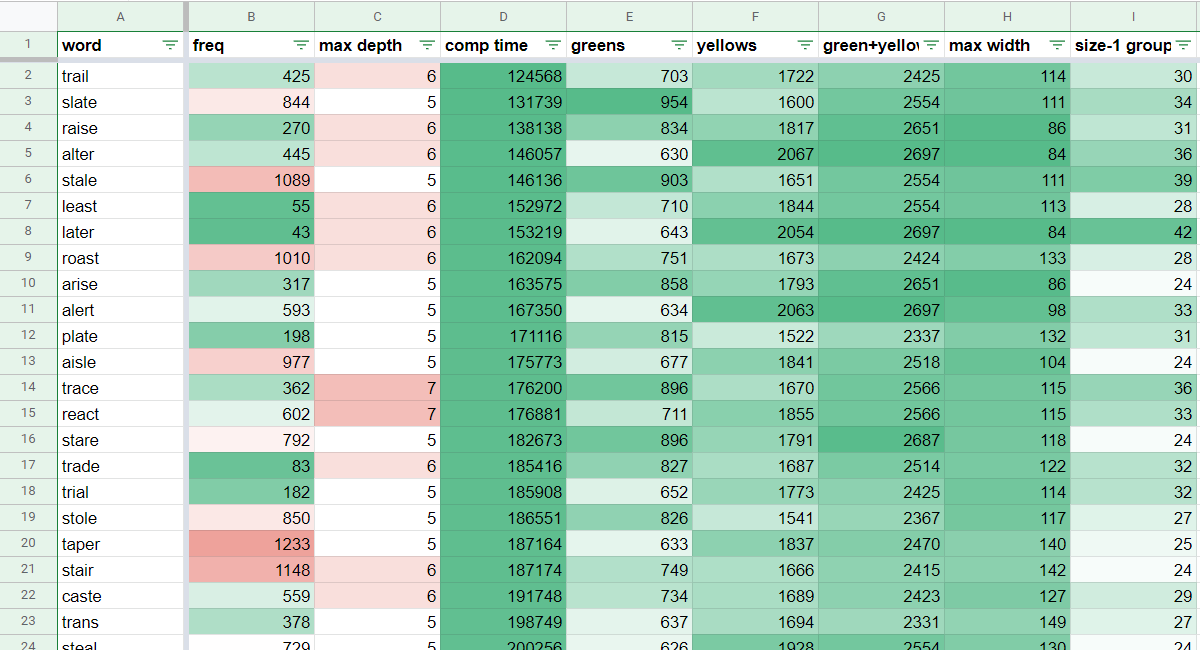 A B C D E F G H I
1 word freq max depth comp time greens yellows green+yellov max width size-1 group
2 trail 425 6 124568 703 1722 2425 114 30
3 slate 844 5 131739 954 1600 2554 111 34
4 raise 270 6 138138 834 1817 2651 86 31
5 alter 445 6 146057 630 2067 2697 84 36
6 stale 1089 5 146136 903 1651 2554 111 39
7 least 55 6 152972 710 1844 2554 113 28
8 later 43 6 153219 643 2054 2697 84 42
9 roast 1010 6 162094 751 1673 2424 133 28
10 arise 317 5 163575 858 1793 2651 86 24
11 alert 593 5 167350 634 2063 2697 98 33
12 plate 198 5 171116 815 1522 2337 132 31
13 aisle 977 5 175773 677 1841 2518 104 24
14 trace 362 7 176200 896 1670 2566 115 36
15 react 602 7 176881 711 1855 2566 115 33
16 stare 792 5 182673 896 1791 2687 118 24
17 trade 83 6 185416 827 1687 2514 122 32
18 trial 182 5 185908 652 1773 2425 114 32
19 stole 850 5 186551 826 1541 2367 117 27
20 taper 1233 5 187164 633 1837 2470 140 25
21 stair 1148 6 187174 749 1666 2415 142 24
22 caste 559 6 191748 734 1689 2423 127 29
23 trans 378 5 198749 637 1694 2331 149 27
24 steal 729 5 200256 626 1928 2554 130 24